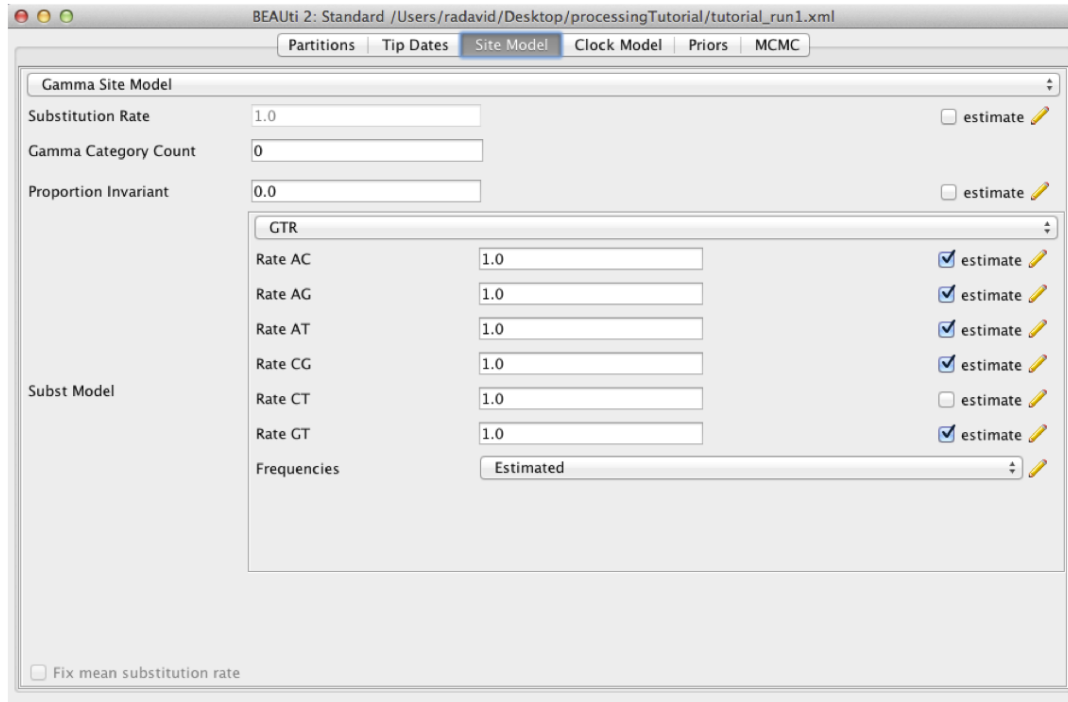 BEAUti 2: Standard /Users/radavid/Desktop/processingTutorial/tutorial_run1.xml
Partitions Tip Dates Site Model Clock Model Priors MCMC
Gamma Site Model
Substitution Rate 1.0 estimate
Gamma Category Count 0
Proportion Invariant 0.0 estimate
GTR
Rate AC 1.0 estimate
Rate AG 1.0 estimate
Rate AT 1.0 estimate
Rate CG 1.0 estimate
Subst Model
Rate CT 1.0 estimate
Rate GT 1.0 estimate
Frequencies Estimated
Fix mean substitution rate